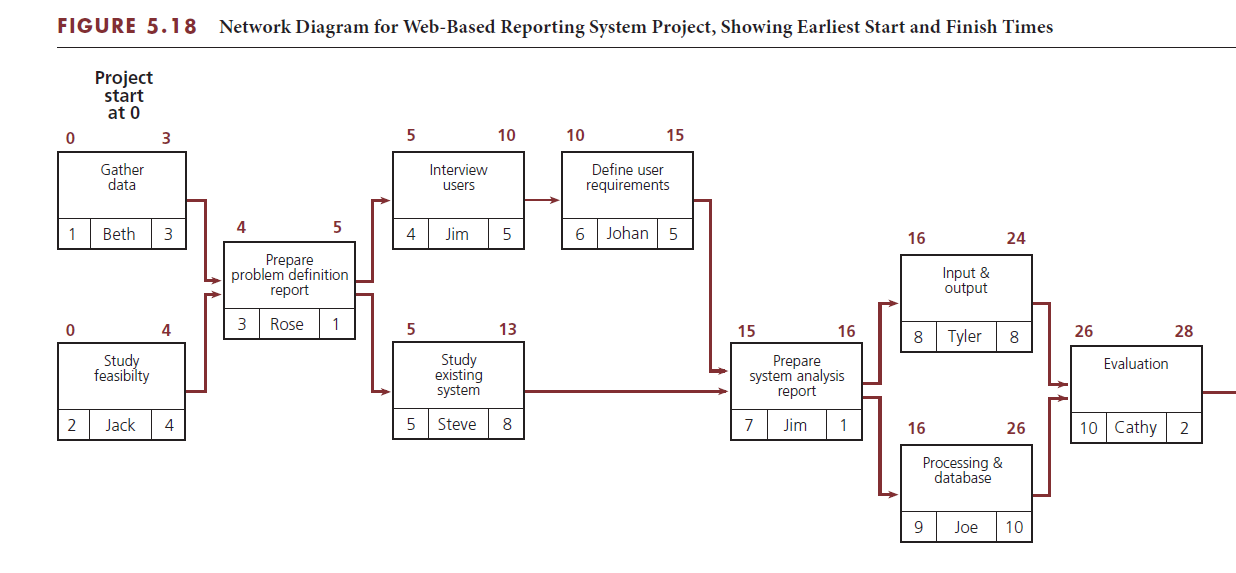 FIGURE 5.18 Network Diagram for Web-Based Reporting System Project, Showing Earliest Start and Finish Times
Project
start
at 0
0 3
Gather
data
1 Beth 3
0 4
Study
feasibilty
2 Jack 4
4 5
Prepare
problem definition
report
3 Rose 1
5 10
Interview
users
4 Jim 5
5 13
Study
existing
system
5 Steve 8
10 15
Define user
requirements
6 Johan 5
15 16
Prepare
system analysis
report
7 Jim 1
16 24
Input &
output
8 Tyler 8
16 26
Processing &
database
9 Joe 10
26 28
Evaluation
10 Cathy 2